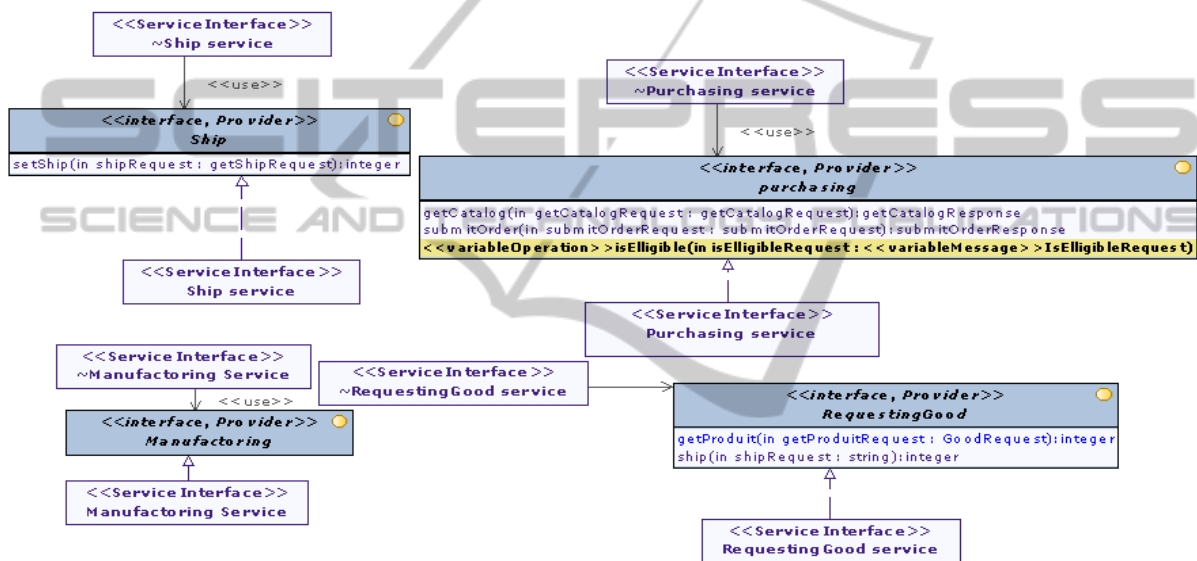 <<ServiceInterface>>
~Ship service
<<use>>
<<interface, Provider>>
Ship
setShip(in shipRequest : getShipRequest):integer
<<ServiceInterface>>
Ship service
<<ServiceInterface>>
~Purchasing service
<<use>>
<<interface, Provider>>
purchasing
getCatalog(in getCatalogRequest : getCatalogRequest):getCatalogResponse
submitOrder(in submitOrderRequest : submitOrderRequest):submitOrderResponse
<<variableOperation>>isElligible(in isElligibleRequest : <<variableMessage>>IsElligibleRequest)
<<ServiceInterface>>
Purchasing service
<<ServiceInterface>>
~Manufactoring Service
<<use>>
<<interface, Provider>>
Manufactoring
<<ServiceInterface>>
Manufactoring Service
<<ServiceInterface>>
~RequestingGood service
<<interface, Provider>>
RequestingGood
getProduit(in getProduitRequest : GoodRequest):integer
ship(in shipRequest : string):integer
<<ServiceInterface>>
RequestingGood service
SCITEPRESS
SCIENCE AND TECHNOLOGY PUBLICATIONS